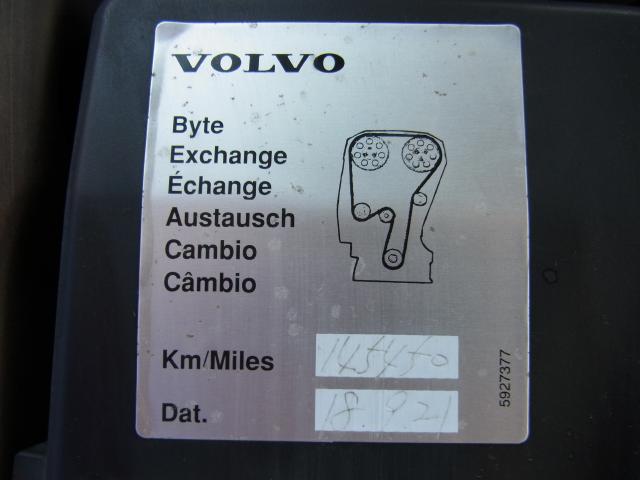 VOLVO
Byte
Exchange
Échange
Austausch
Cambio
Câmbio
Km/Miles 145450
Dat. 18.9.21
5927377